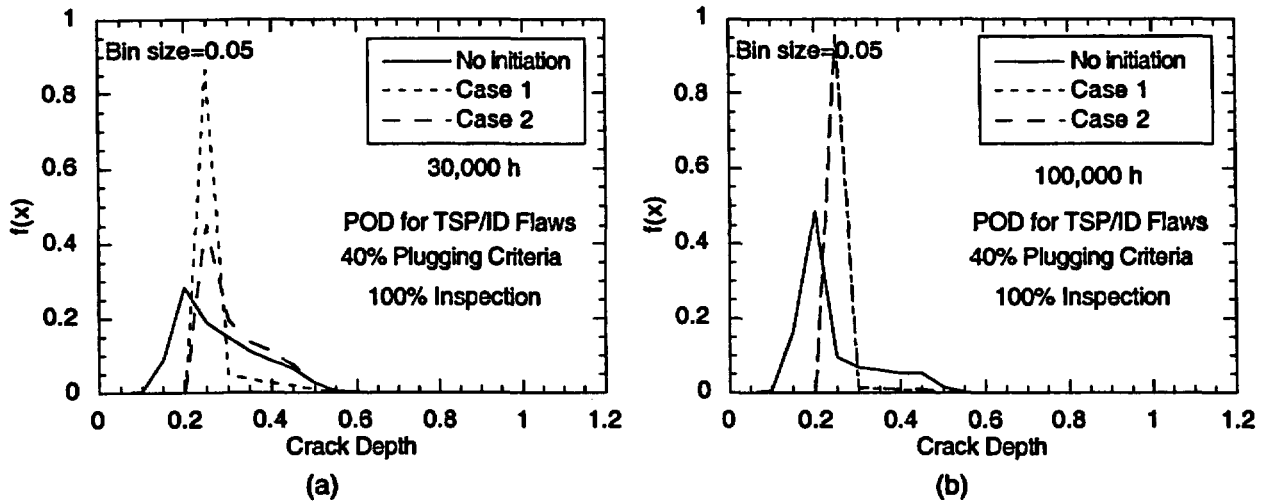 Bin size=0.05
No initiation
Case 1
Case 2
30,000 h
POD for TSP/ID Flaws
40% Plugging Criteria
100% Inspection
f(x)
1
0.8
0.6
0.4
0.2
0
0 0.2 0.4 0.6 0.8 1 1.2
Crack Depth
(a)
Bin size=0.05
No initiation
Case 1
Case 2
100,000 h
POD for TSP/ID Flaws
40% Plugging Criteria
100% Inspection
f(x)
1
0.8
0.6
0.4
0.2
0
0 0.2 0.4 0.6 0.8 1 1.2
Crack Depth
(b)